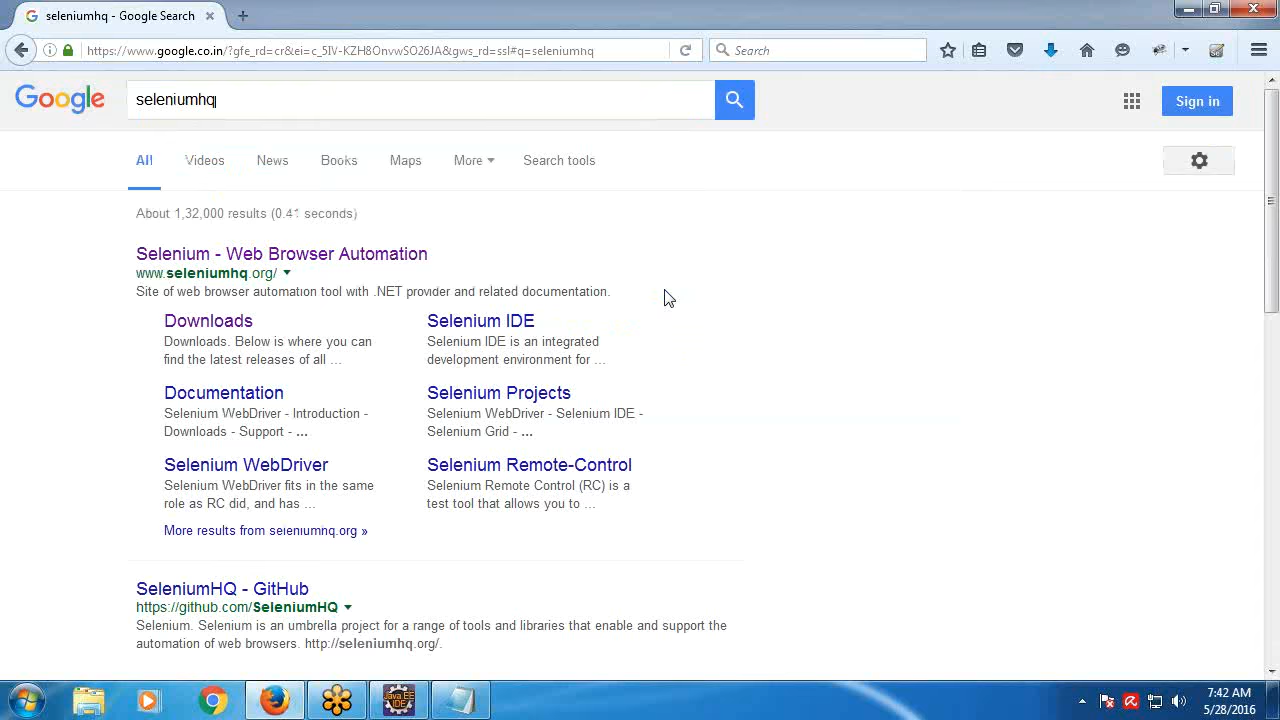 seleniumhq - Google Search
https://www.google.co.in/?gfe_rd=cr&ei=c_5IV-KZH8OnvwSO26JA&gws_rd=ssl#q=seleniumhq
Search
Google
seleniumhq
Sign in
All Videos News Books Maps More Search tools
About 1,32,000 results (0.41 seconds)
Selenium - Web Browser Automation
www.seleniumhq.org/
Site of web browser automation tool with .NET provider and related documentation.
Downloads
Downloads. Below is where you can
find the latest releases of all ...
Selenium IDE
Selenium IDE is an integrated
development environment for ...
Documentation
Selenium WebDriver - Introduction -
Downloads - Support - ...
Selenium Projects
Selenium WebDriver - Selenium IDE -
Selenium Grid - ...
Selenium WebDriver
Selenium WebDriver fits in the same
role as RC did, and has ...
Selenium Remote-Control
Selenium Remote Control (RC) is a
test tool that allows you to ...
More results from seleniumhq.org »
SeleniumHQ - GitHub
https://github.com/SeleniumHQ
Selenium. Selenium is an umbrella project for a range of tools and libraries that enable and support the
automation of web browsers. http://seleniumhq.org/.
Java EE
IDE
7:42 AM
5/28/2016